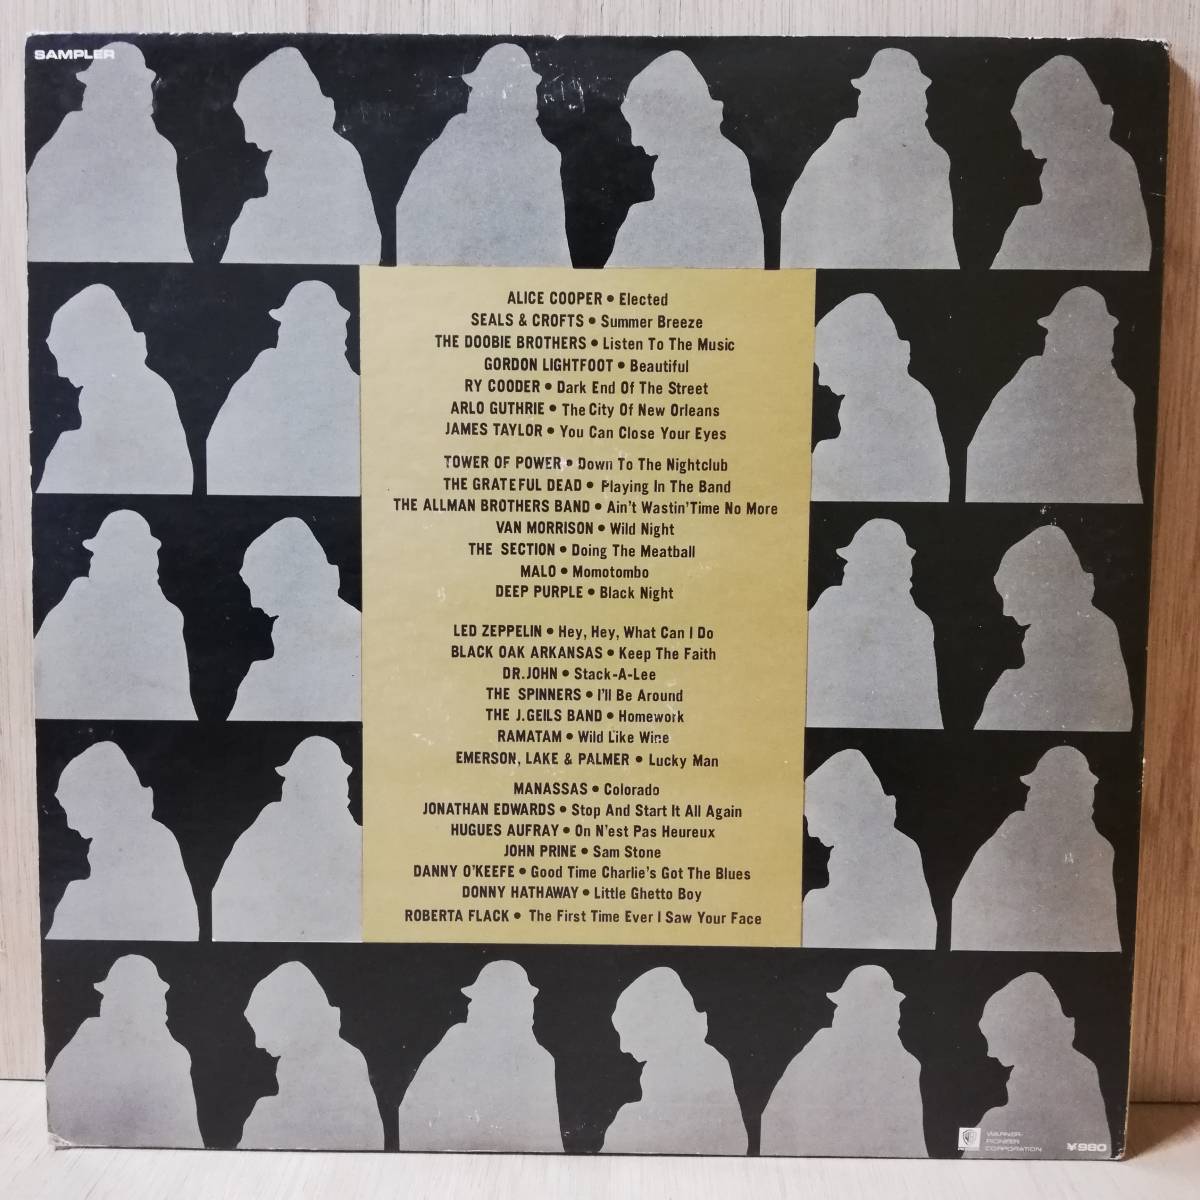 SAMPLER
ALICE COOPER • Elected
SEALS & CROFTS • Summer Breeze
THE DOOBIE BROTHERS • Listen To The Music
GORDON LIGHTFOOT • Beautiful
RY COODER • Dark End Of The Street
ARLO GUTHRIE • The City Of New Orleans
JAMES TAYLOR • You Can Close Your Eyes
TOWER OF POWER • Down To The Nightclub
THE GRATEFUL DEAD • Playing In The Band
THE ALLMAN BROTHERS BAND • Ain't Wastin' Time No More
VAN MORRISON • Wild Night
THE SECTION • Doing The Meatball
MALO • Momotombo
DEEP PURPLE • Black Night
LED ZEPPELIN • Hey, Hey, What Can I Do
BLACK OAK ARKANSAS • Keep The Faith
DR.JOHN • Stack-A-Lee
THE SPINNERS • I'll Be Around
THE J.GEILS BAND • Homework
RAMATAM • Wild Like Wine
EMERSON, LAKE & PALMER • Lucky Man
MANASSAS • Colorado
JONATHAN EDWARDS • Stop And Start It All Again
HUGUES AUFRAY • On N'est Pas Heureux
JOHN PRINE • Sam Stone
DANNY O'KEEFE • Good Time Charlie's Got The Blues
DONNY HATHAWAY • Little Ghetto Boy
ROBERTA FLACK • The First Time Ever I Saw Your Face
WARNER-
PIONEER
CORPORATION
¥980